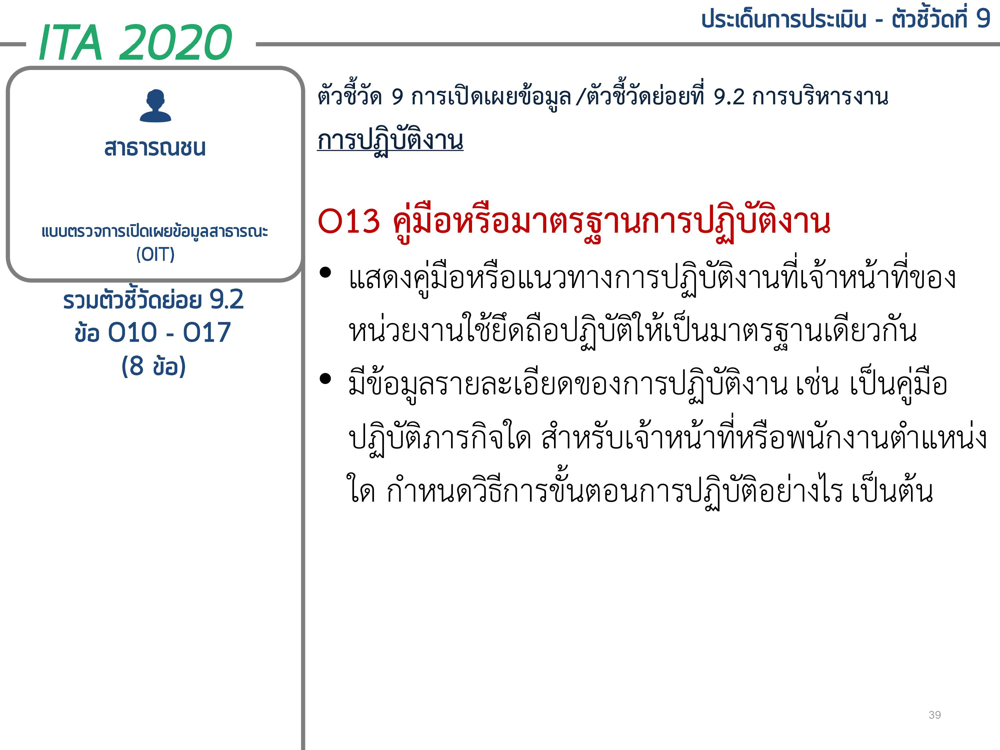 ประเด็นการประเมิน - ตัวชี้วัดที่ 9
ITA 2020
สาธารณชน
แบบตรวจการเปิดเผยข้อมูลสาธารณะ
(OIT)
รวมตัวชี้วัดย่อย 9.2
ข้อ O10 - O17
(8 ข้อ)
ตัวชี้วัด 9 การเปิดเผยข้อมูล /ตัวชี้วัดย่อยที่ 9.2 การบริหารงาน
การปฏิบัติงาน
O13 คู่มือหรือมาตรฐานการปฏิบัติงาน
• แสดงคู่มือหรือแนวทางการปฏิบัติงานที่เจ้าหน้าที่ของ
หน่วยงานใช้ยึดถือปฏิบัติให้เป็นมาตรฐานเดียวกัน
• มีข้อมูลรายละเอียดของการปฏิบัติงาน เช่น เป็นคู่มือ
ปฏิบัติภารกิจใด สำหรับเจ้าหน้าที่หรือพนักงานตำแหน่ง
ใด กำหนดวิธีการขั้นตอนการปฏิบัติอย่างไร เป็นต้น
39